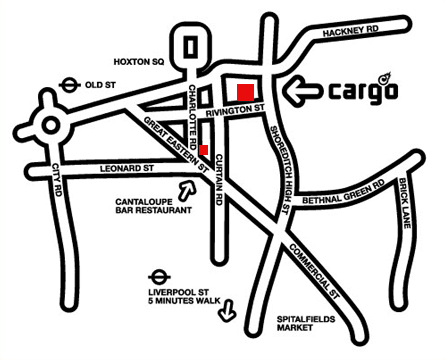 HACKNEY RD
HOXTON SQ
OLD ST
cargo
CHARLOTTE RD
RIVINGTON ST
GREAT EASTERN ST
SHOREDITCH HIGH ST
CURTAIN RD
CITY RD
LEONARD ST
BETHNAL GREEN RD
BRICK LANE
CANTALOUPE
BAR RESTAURANT
COMMERCIAL ST
LIVERPOOL ST
5 MINUTES WALK
SPITALFIELDS
MARKET